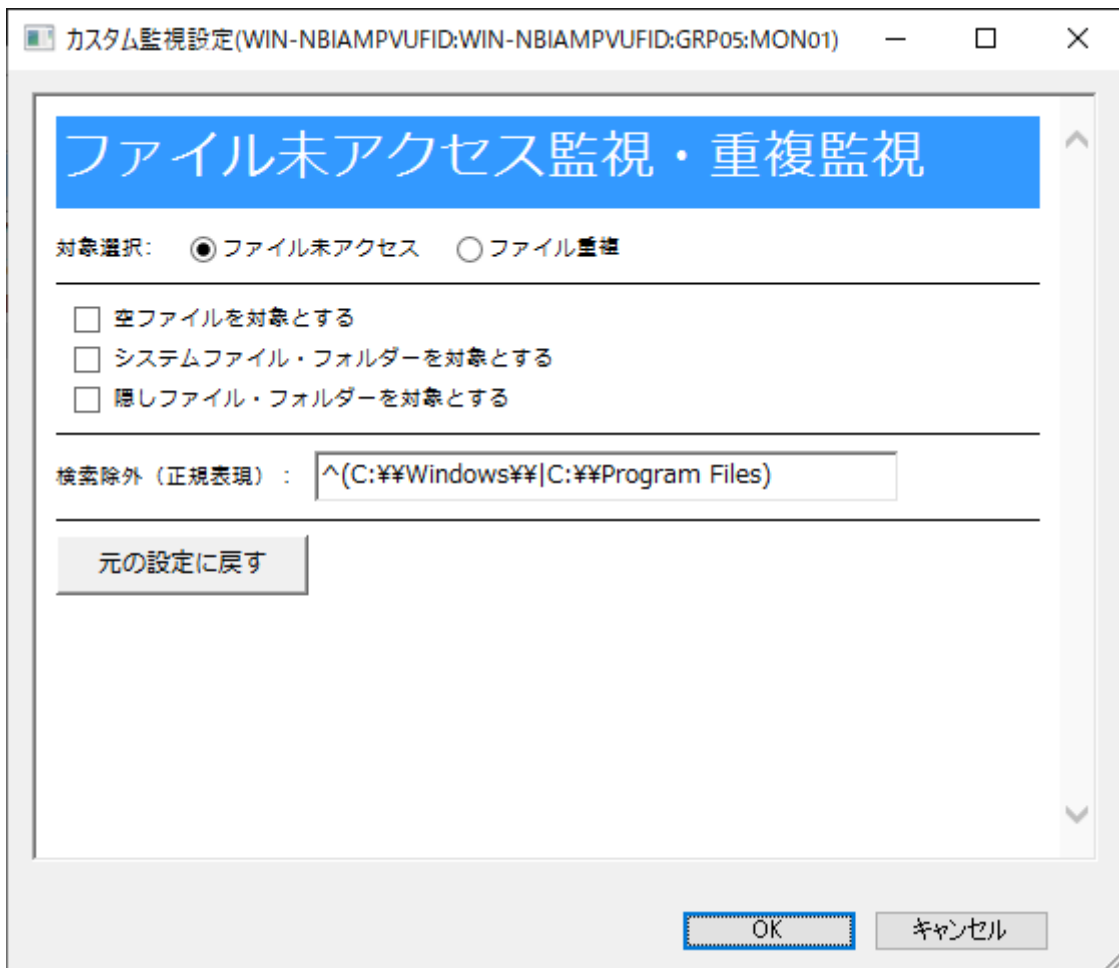 カスタム監視設定(WIN-NBIAMPVUFID:WIN-NBIAMPVUFID:GRP05:MON01)
ファイル未アクセス監視・重複監視
対象選択: ファイル未アクセス ファイル重複
空ファイルを対象とする
システムファイル・フォルダーを対象とする
隠しファイル・フォルダーを対象とする
検索除外（正規表現）: ^(C:¥¥Windows¥¥|C:¥¥Program Files)
元の設定に戻す
OK キャンセル